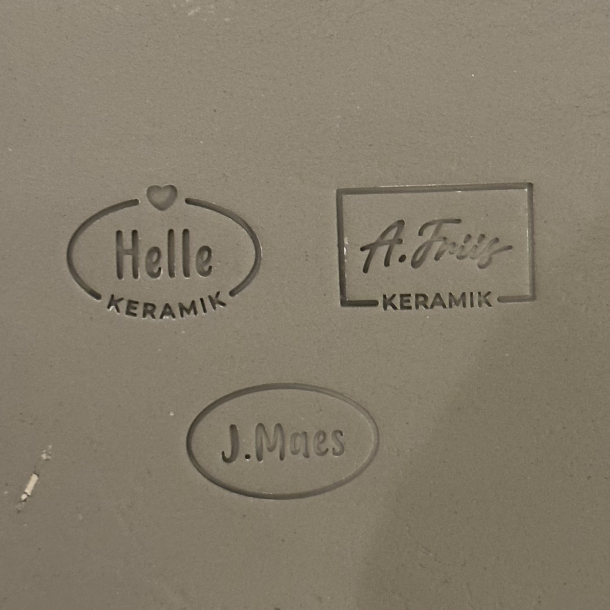 Helle
KERAMIK
A. Friis
KERAMIK
J. Maes